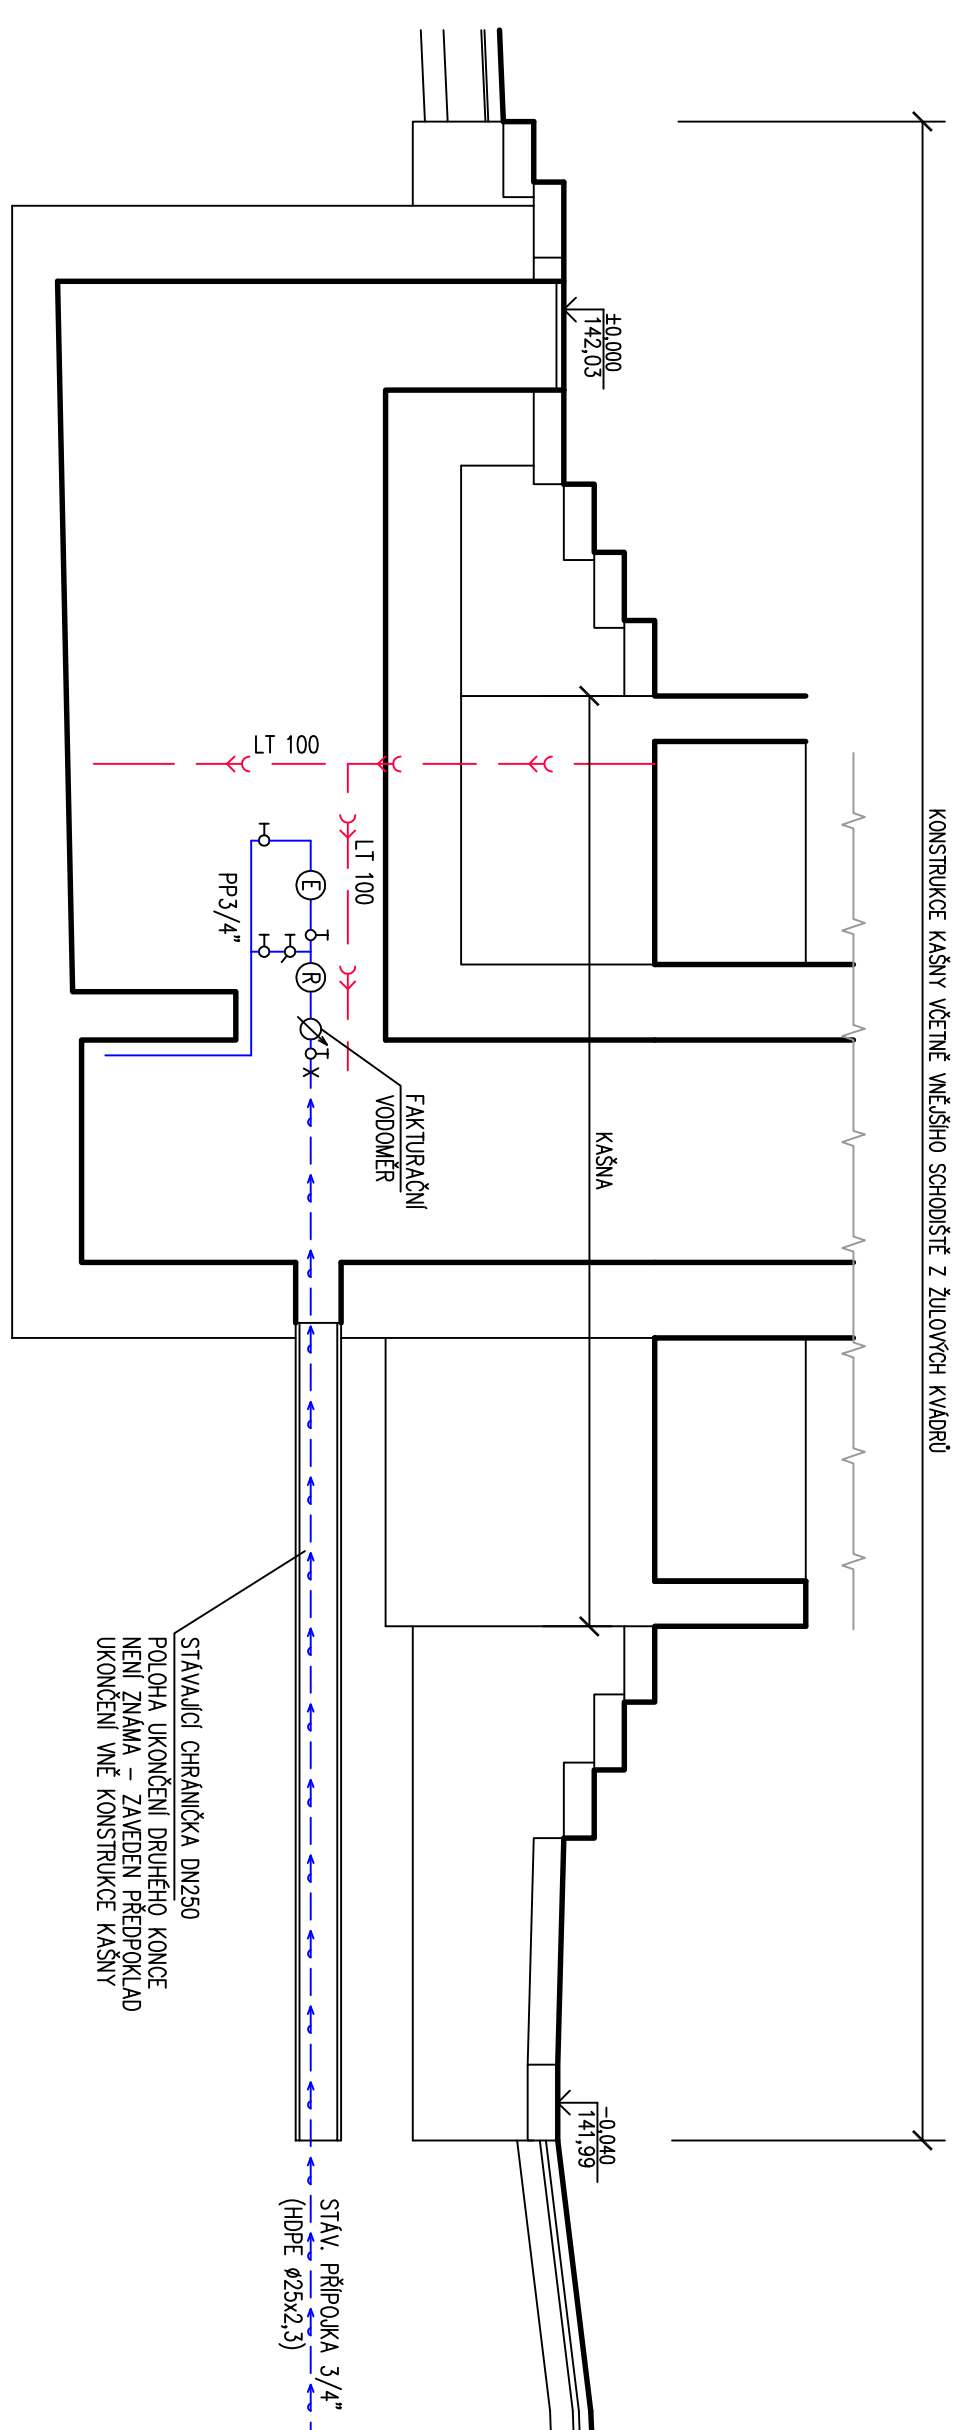 KONSTRUKCE KAŠNY VČETNĚ VNĚJŠÍHO SCHODIŠTĚ Z ŽULOVÝCH KVÁDRŮ
±0,000
142,03
-0,040
141,99
KAŠNA
LT 100
LT 100
E
R
PP3/4"
FAKTURAČNÍ
VODOMĚR
STÁVAJÍCÍ CHRÁNIČKA DN250
POLOHA UKONČENÍ DRUHÉHO KONCE
NENÍ ZNÁMA – ZAVEDEN PŘEDPOKLAD
UKONČENÍ VNĚ KONSTRUKCE KAŠNY
STÁV. PŘÍPOJKA 3/4"
(HDPE ø25x2,3)